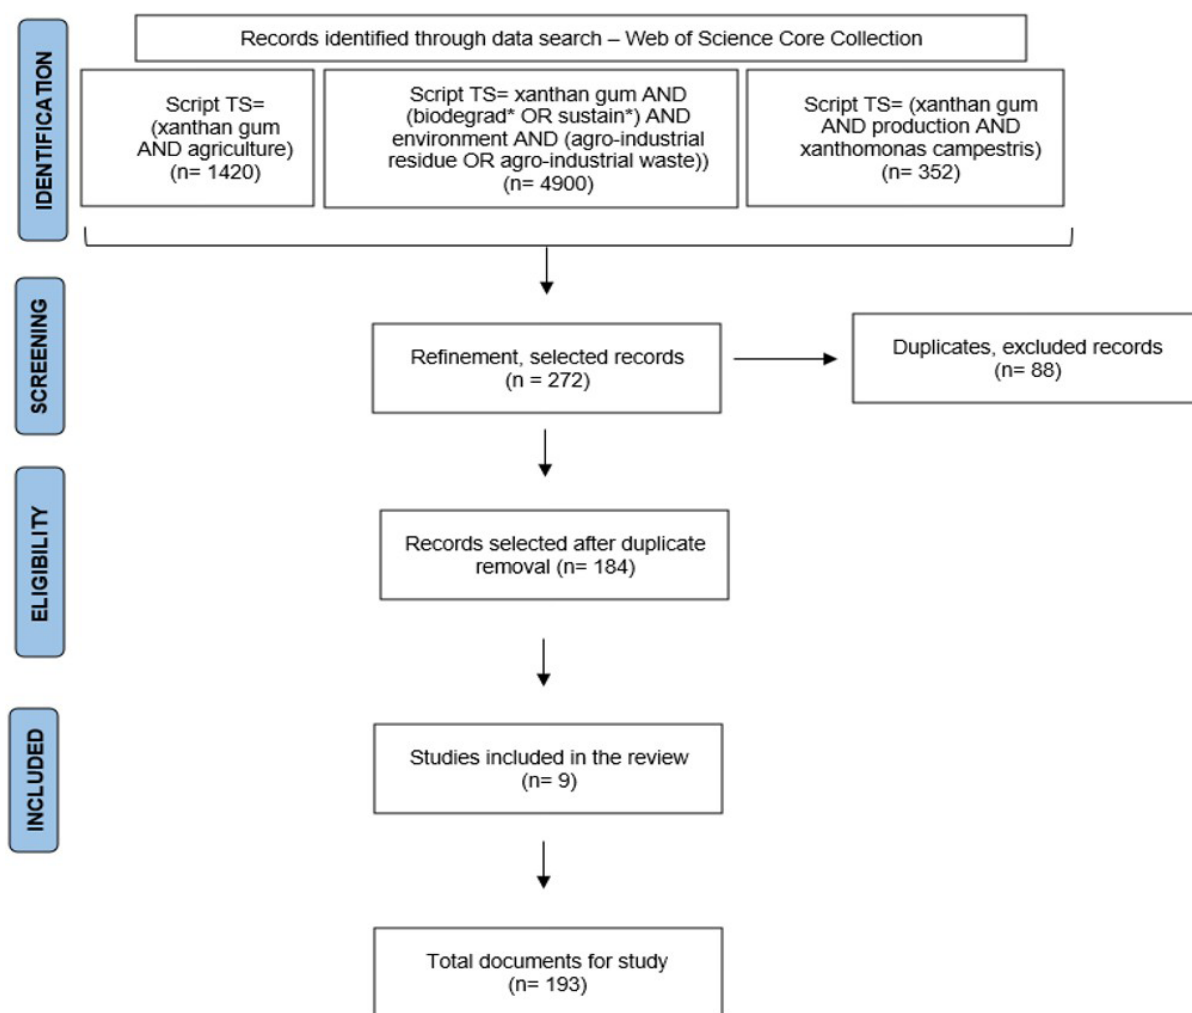 IDENTIFICATION
Records identified through data search – Web of Science Core Collection
Script TS=
(xanthan gum
AND agriculture)
(n= 1420)
Script TS= xanthan gum AND
(biodegrad* OR sustain*) AND
environment AND (agro-industrial
residue OR agro-industrial waste))
(n= 4900)
Script TS= (xanthan gum
AND production AND
xanthomonas campestris)
(n= 352)
SCREENING
Refinement, selected records
(n = 272)
Duplicates, excluded records
(n= 88)
ELIGIBILITY
Records selected after duplicate
removal (n= 184)
INCLUDED
Studies included in the review
(n= 9)
Total documents for study
(n= 193)